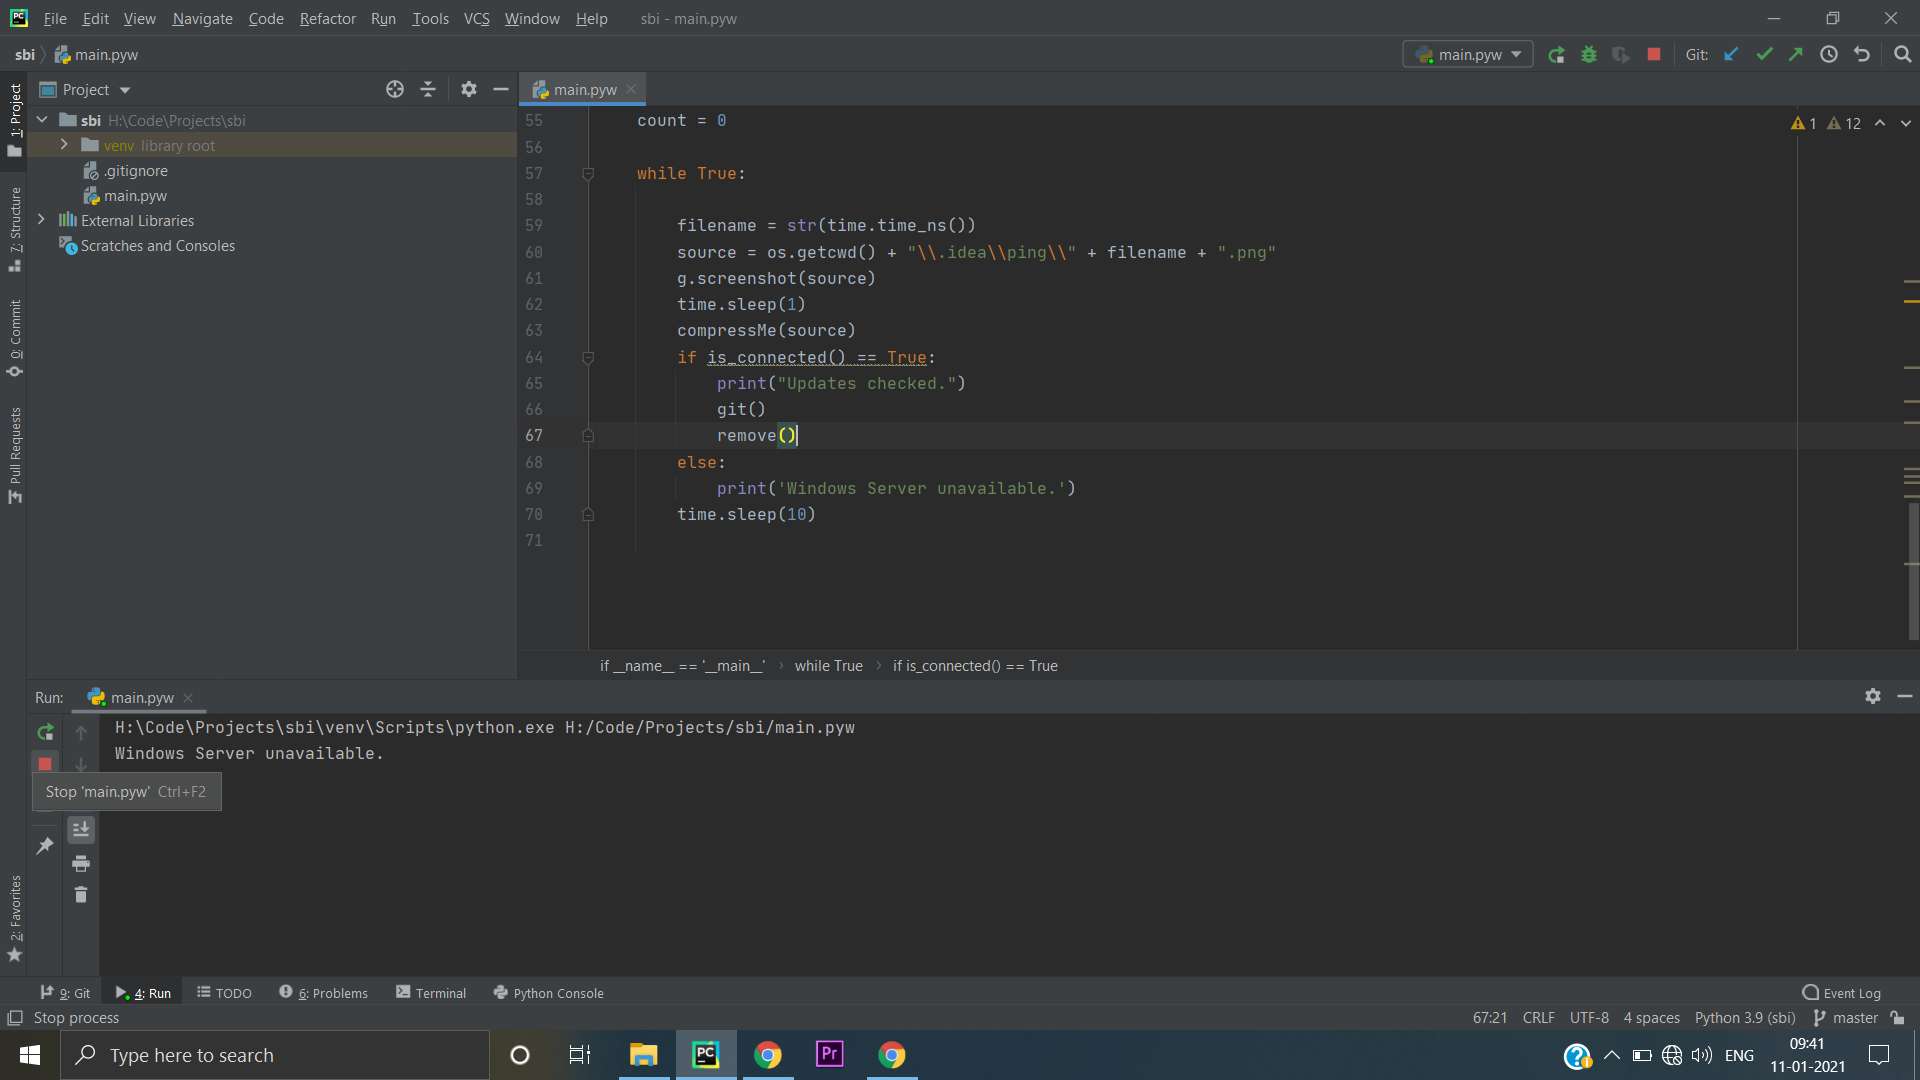 File Edit View Navigate Code Refactor Run Tools VCS Window Help sbi - main.pyw
sbi main.pyw main.pyw Git:
1: Project
7: Structure
0: Commit
Pull Requests
2: Favorites
Project
sbi H:\Code\Projects\sbi
venv library root
.gitignore
main.pyw
External Libraries
Scratches and Consoles
main.pyw
1 12
55 count = 0
56
57 while True:
58
59 filename = str(time.time_ns())
60 source = os.getcwd() + "\\.idea\\ping\\" + filename + ".png"
61 g.screenshot(source)
62 time.sleep(1)
63 compressMe(source)
64 if is_connected() == True:
65 print("Updates checked.")
66 git()
67 remove()
68 else:
69 print('Windows Server unavailable.')
70 time.sleep(10)
71
if __name__ == '__main__' › while True › if is_connected() == True
Run: main.pyw
H:\Code\Projects\sbi\venv\Scripts\python.exe H:/Code/Projects/sbi/main.pyw
Windows Server unavailable.
Stop 'main.pyw' Ctrl+F2
9: Git 4: Run TODO 6: Problems Terminal Python Console Event Log
Stop process 67:21 CRLF UTF-8 4 spaces Python 3.9 (sbi) master
Type here to search
PC
Pr
ENG
09:41
11-01-2021